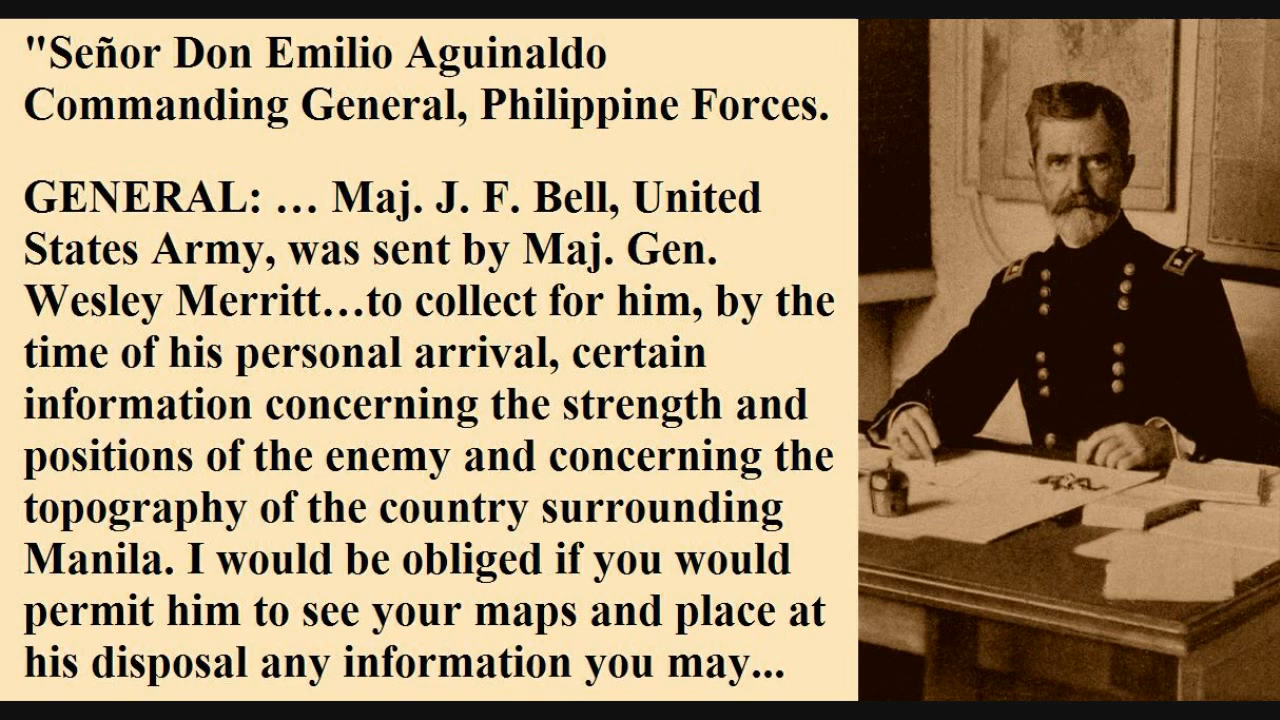 "Señor Don Emilio Aguinaldo
Commanding General, Philippine Forces.
GENERAL: … Maj. J. F. Bell, United
States Army, was sent by Maj. Gen.
Wesley Merritt…to collect for him, by the
time of his personal arrival, certain
information concerning the strength and
positions of the enemy and concerning the
topography of the country surrounding
Manila. I would be obliged if you would
permit him to see your maps and place at
his disposal any information you may...